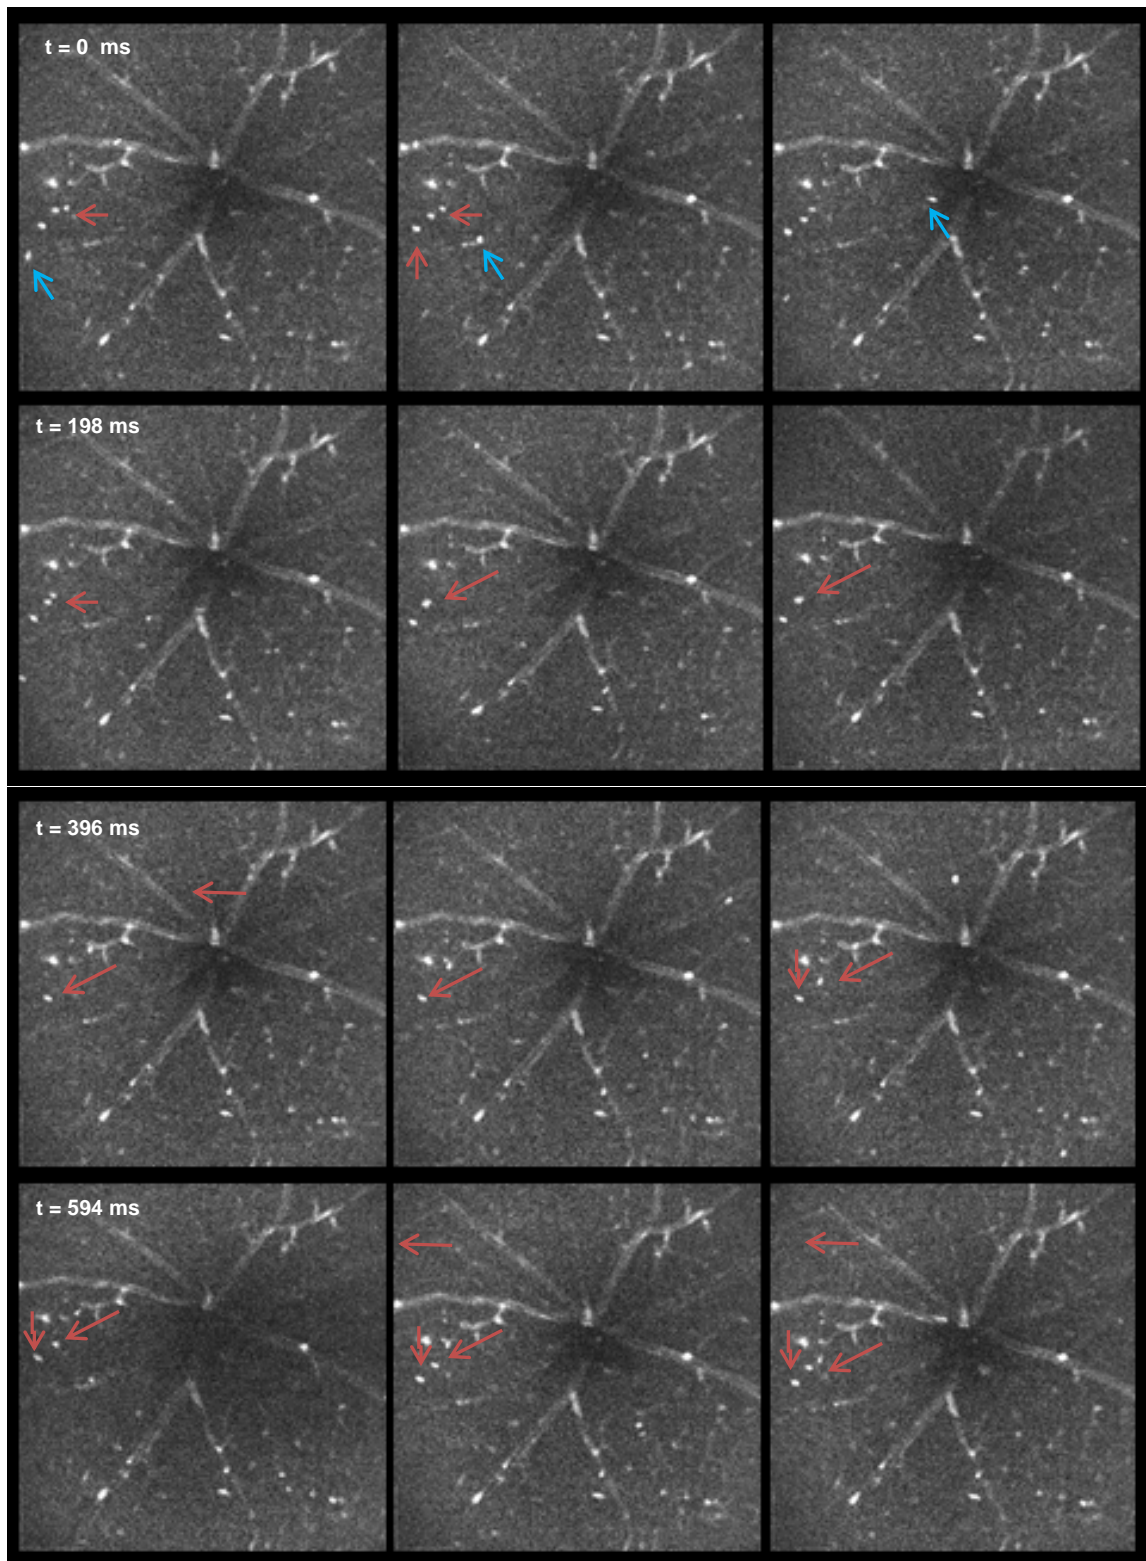 t = 0 ms
t = 198 ms
t = 396 ms
t = 594 ms